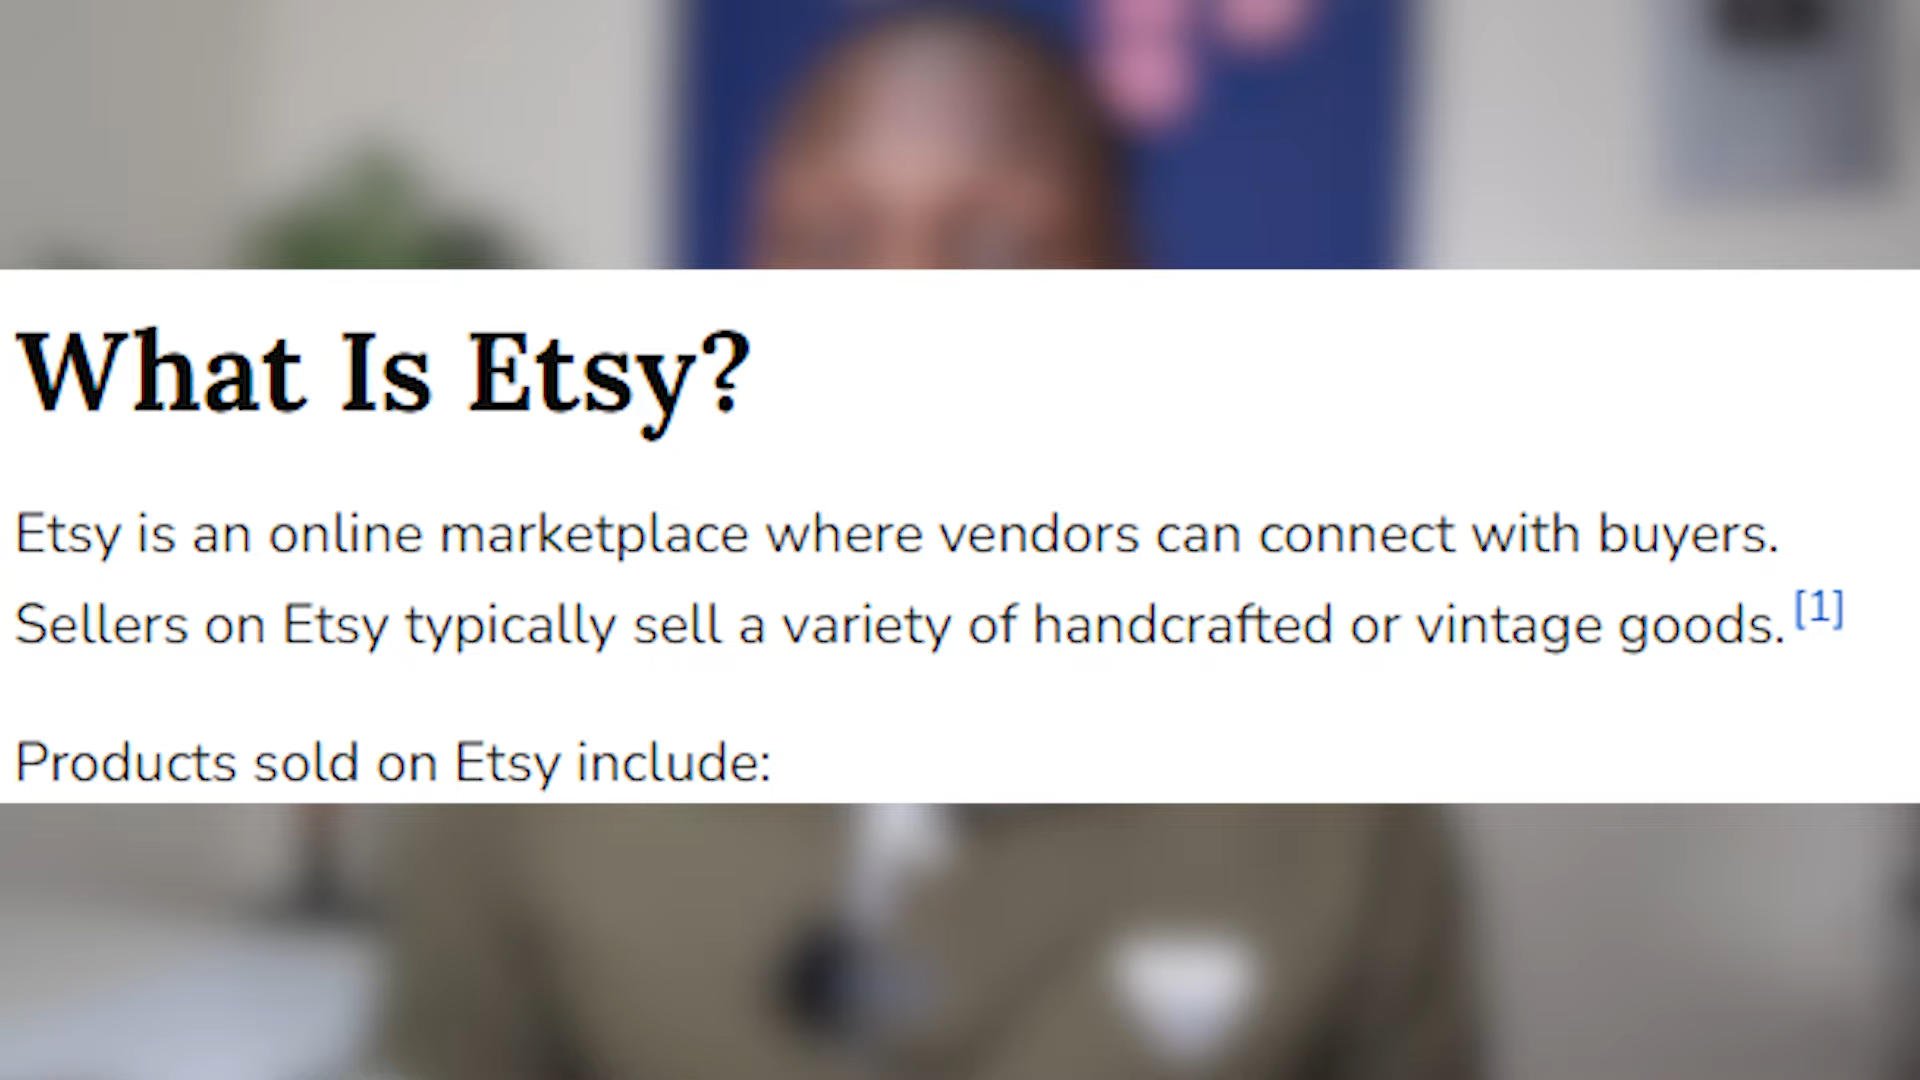 What Is Etsy?
Etsy is an online marketplace where vendors can connect with buyers.
Sellers on Etsy typically sell a variety of handcrafted or vintage goods. [1]
Products sold on Etsy include: